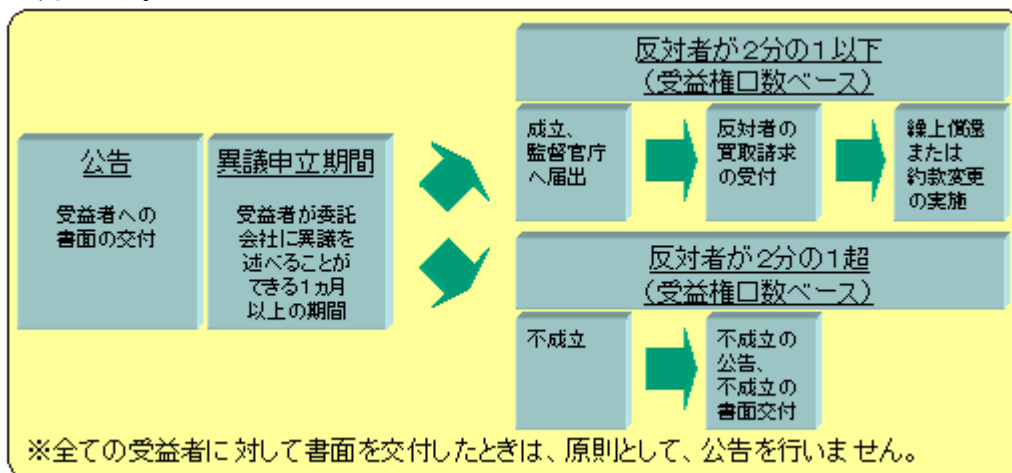 公告
受益者への
書面の交付
異議申立期間
受益者が委託
会社に異議を
述べることが
できる1ヵ月
以上の期間
反対者が2分の1以下
(受益権口数ベース)
成立、
監督官庁
へ届出
反対者の
買取請求
の受付
繰上償還
または
約款変更
の実施
反対者が2分の1超
(受益権口数ベース)
不成立
不成立の
公告、
不成立の
書面交付
※全ての受益者に対して書面を交付したときは、原則として、公告を行いません。